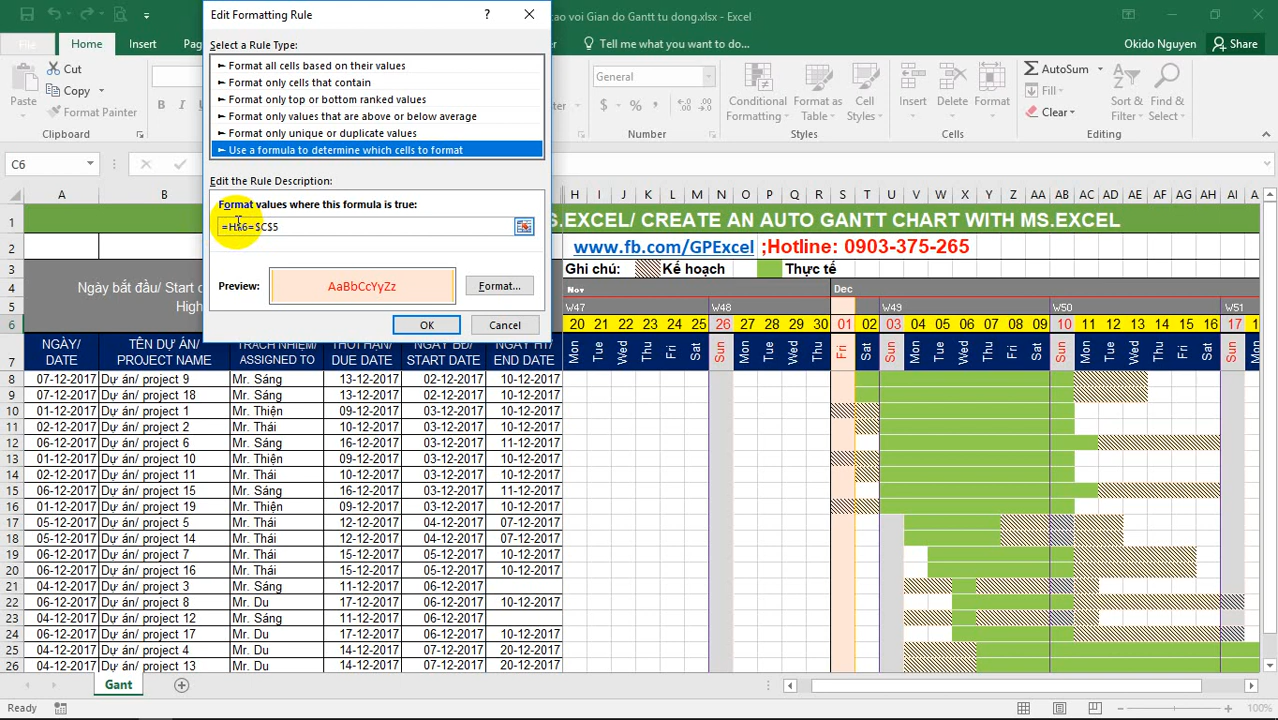 Edit Formatting Rule ? cao voi Gian do Gantt tu dong.xlsx - Excel
File Home Insert Tell me what you want to do... Okido Nguyen Share
Select a Rule Type:
► Format all cells based on their values
► Format only cells that contain
► Format only top or bottom ranked values
► Format only values that are above or below average
► Format only unique or duplicate values
► Use a formula to determine which cells to format
Edit the Rule Description:
Format values where this formula is true:
=H$6=$C$5
Preview: AaBbCcYyZz Format...
OK Cancel
Paste Cut Copy Format Painter Clipboard
B I
General Number
Conditional Formatting Format as Table Cell Styles Styles
Insert Delete Format Cells
AutoSum Fill Clear Sort & Filter Find & Select Editing
C6
A B H I J K L M N O P Q R S T U V W X Y Z AA AB AC AD AE AF AG AH AI AJ
1 S.EXCEL/ CREATE AN AUTO GANTT CHART WITH MS.EXCEL
2 www.fb.com/GPExcel ;Hotline: 0903-375-265
3 Ghi chú: Kế hoạch Thực tế
4 Ngày bắt đầu/ Start Nov Dec
5 High W47 W48 W49 W50 W51
6 20 21 22 23 24 25 26 27 28 29 30 01 02 03 04 05 06 07 08 09 10 11 12 13 14 15 16 17 18
7 NGÀY/ DATE TÊN DỰ ÁN/ PROJECT NAME TRÁCH NHIỆM/ ASSIGNED TO THỜI HẠN/ DUE DATE NGÀY BĐ/ START DATE NGÀY HT/ END DATE Mon Tue Wed Thu Fri Sat Sun Mon Tue Wed Thu Fri Sat Sun Mon Tue Wed Thu Fri Sat Sun Mon Tue Wed Thu Fri Sat Sun Mon
8 07-12-2017 Dự án/ project 9 Mr. Sáng 13-12-2017 02-12-2017 10-12-2017
9 07-12-2017 Dự án/ project 18 Mr. Sáng 13-12-2017 02-12-2017 10-12-2017
10 01-12-2017 Dự án/ project 1 Mr. Thiện 09-12-2017 03-12-2017 10-12-2017
11 02-12-2017 Dự án/ project 2 Mr. Thái 10-12-2017 03-12-2017 10-12-2017
12 06-12-2017 Dự án/ project 6 Mr. Sáng 16-12-2017 03-12-2017 11-12-2017
13 01-12-2017 Dự án/ project 10 Mr. Thiện 09-12-2017 03-12-2017 10-12-2017
14 02-12-2017 Dự án/ project 11 Mr. Thái 10-12-2017 03-12-2017 10-12-2017
15 06-12-2017 Dự án/ project 15 Mr. Sáng 16-12-2017 03-12-2017 11-12-2017
16 01-12-2017 Dự án/ project 19 Mr. Thiện 09-12-2017 03-12-2017 10-12-2017
17 05-12-2017 Dự án/ project 5 Mr. Thái 12-12-2017 04-12-2017 07-12-2017
18 05-12-2017 Dự án/ project 14 Mr. Thái 12-12-2017 04-12-2017 07-12-2017
19 06-12-2017 Dự án/ project 7 Mr. Thái 15-12-2017 05-12-2017 10-12-2017
20 06-12-2017 Dự án/ project 16 Mr. Thái 15-12-2017 05-12-2017 10-12-2017
21 04-12-2017 Dự án/ project 3 Mr. Sáng 11-12-2017 06-12-2017
22 06-12-2017 Dự án/ project 8 Mr. Du 17-12-2017 06-12-2017 10-12-2017
23 04-12-2017 Dự án/ project 12 Mr. Sáng 11-12-2017 06-12-2017
24 06-12-2017 Dự án/ project 17 Mr. Du 17-12-2017 06-12-2017 10-12-2017
25 04-12-2017 Dự án/ project 4 Mr. Du 14-12-2017 07-12-2017 20-12-2017
26 04-12-2017 Dự án/ project 13 Mr. Du 14-12-2017 07-12-2017 20-12-2017
Gant
Ready 100%